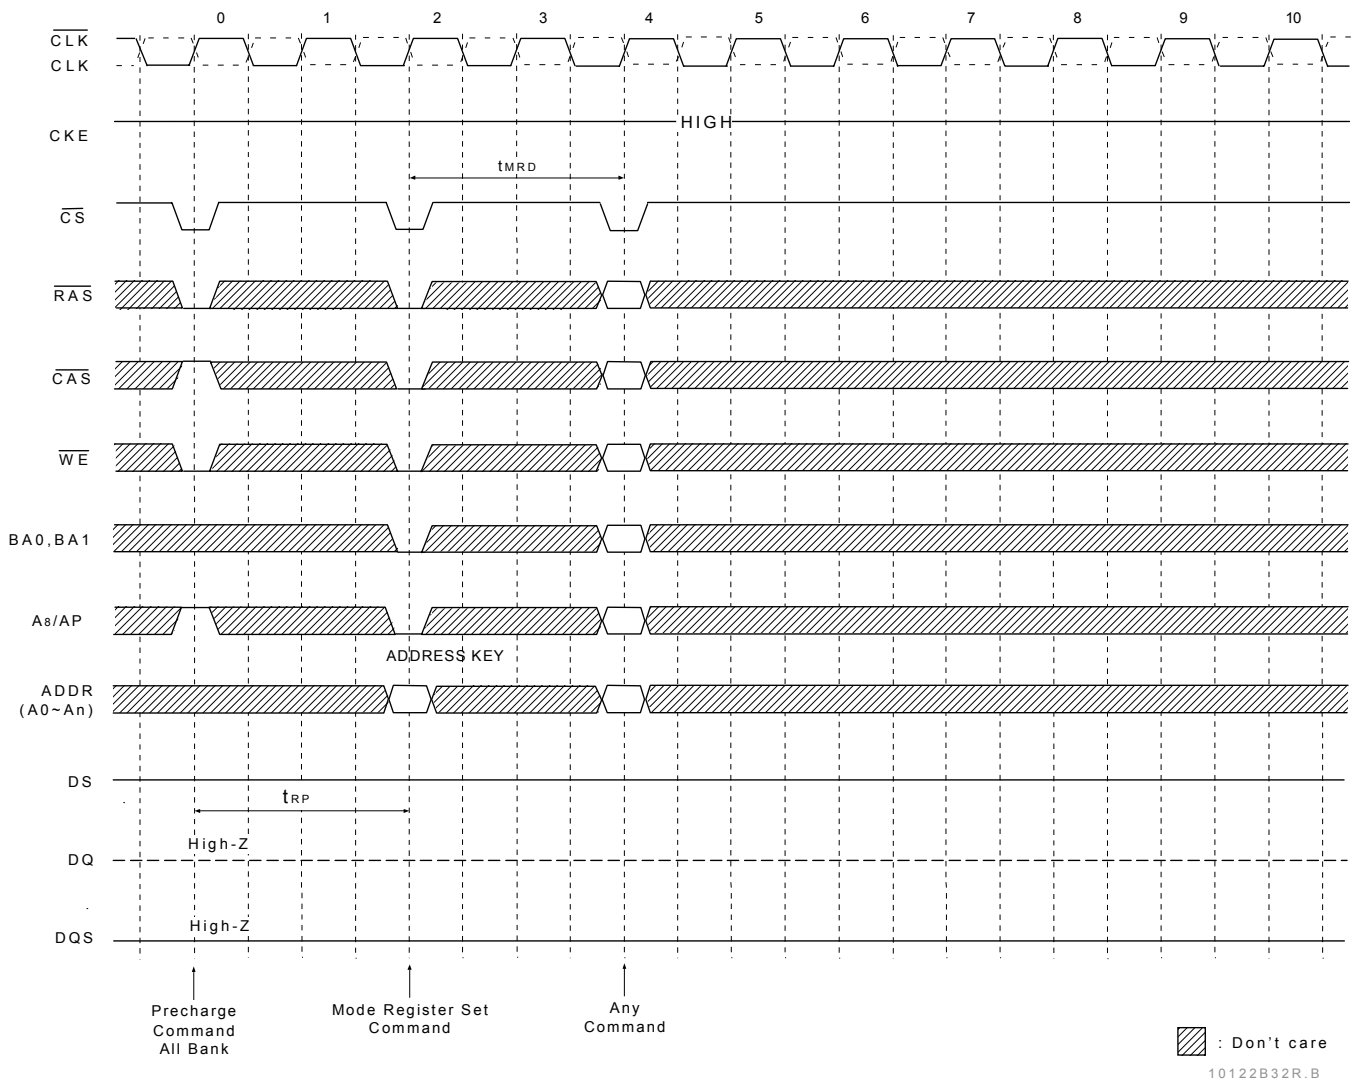 0 1 2 3 4 5 6 7 8 9 10
CLK
CLK
HIGH
CKE
tMRD
CS
RAS
CAS
WE
BA0,BA1
A8/AP
ADDRESS KEY
ADDR
(A0~An)
DS
tRP
High-Z
DQ
High-Z
DQS
Precharge
Command
All Bank
Mode Register Set
Command
Any
Command
: Don't care
10122B32R.B